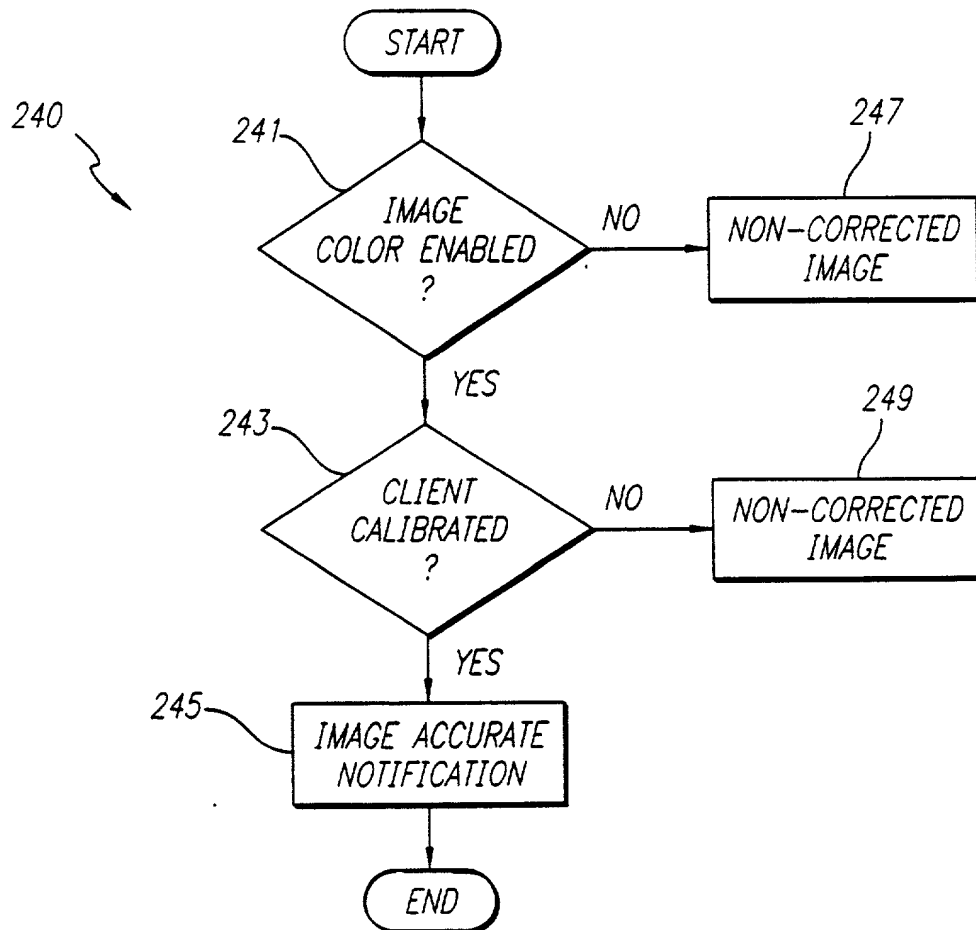 START
240
241
IMAGE
COLOR ENABLED
?
NO
247
NON-CORRECTED
IMAGE
YES
243
CLIENT
CALIBRATED
?
NO
249
NON-CORRECTED
IMAGE
YES
245
IMAGE ACCURATE
NOTIFICATION
END